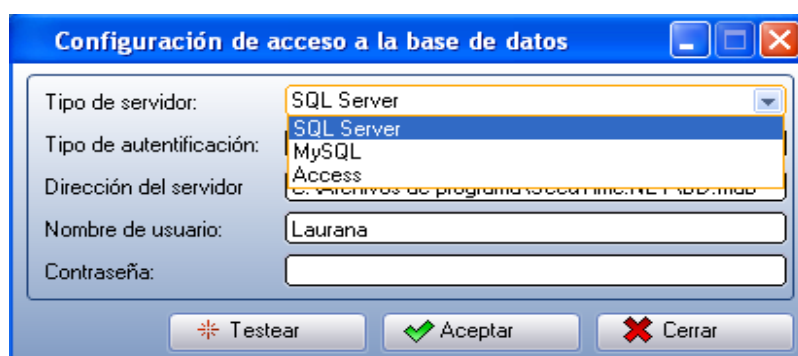 Configuración de acceso a la base de datos
Tipo de servidor: SQL Server
SQL Server
Tipo de autentificación:
MySQL
Access
Dirección del servidor
Nombre de usuario: Laurana
Contraseña:
Testear Aceptar Cerrar